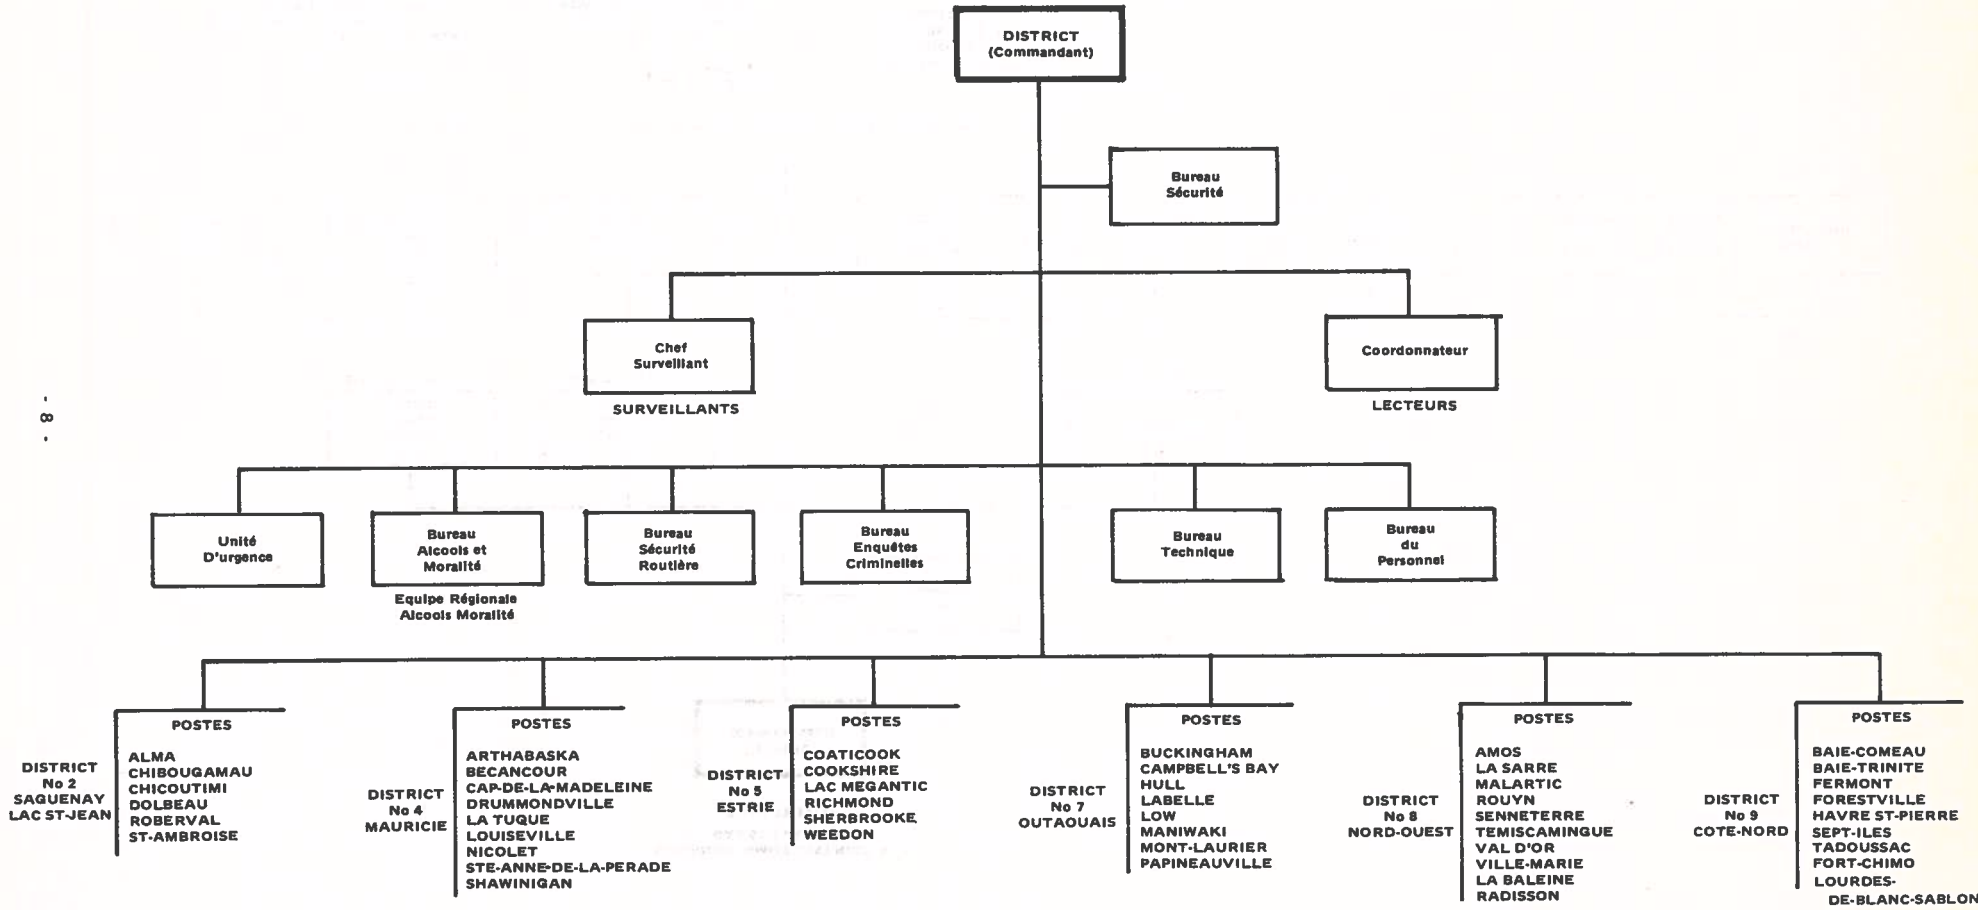 DISTRICT
(Commandant)
Bureau
Sécurité
Chef
Surveillant
SURVEILLANTS
Coordonnateur
LECTEURS
- 8 -
Unité
D'urgence
Bureau
Alcools et
Moralité
Equipe Régionale
Alcools Moralité
Bureau
Sécurité
Routière
Bureau
Enquêtes
Criminelles
Bureau
Technique
Bureau
du
Personnel
DISTRICT
No 2
SAGUENAY
LAC ST-JEAN
POSTES
ALMA
CHIBOUGAMAU
CHICOUTIMI
DOLBEAU
ROBERVAL
ST-AMBROISE
DISTRICT
No 4
MAURICIE
POSTES
ARTHABASKA
BECANCOUR
CAP-DE-LA-MADELEINE
DRUMMONDVILLE
LA TUQUE
LOUISEVILLE
NICOLET
STE-ANNE-DE-LA-PERADE
SHAWINIGAN
DISTRICT
No 5
ESTRIE
POSTES
COATICOOK
COOKSHIRE
LAC MEGANTIC
RICHMOND
SHERBROOKE
WEEDON
DISTRICT
No 7
OUTAOUAIS
POSTES
BUCKINGHAM
CAMPBELL'S BAY
HULL
LABELLE
LOW
MANIWAKI
MONT-LAURIER
PAPINEAUVILLE
DISTRICT
No 8
NORD-OUEST
POSTES
AMOS
LA SARRE
MALARTIC
ROUYN
SENNETERRE
TEMISCAMINGUE
VAL D'OR
VILLE-MARIE
LA BALEINE
RADISSON
DISTRICT
No 9
COTE-NORD
POSTES
BAIE-COMEAU
BAIE-TRINITE
FERMONT
FORESTVILLE
HAVRE ST-PIERRE
SEPT-ILES
TADOUSSAC
FORT-CHIMO
LOURDES-
DE-BLANC-SABLON